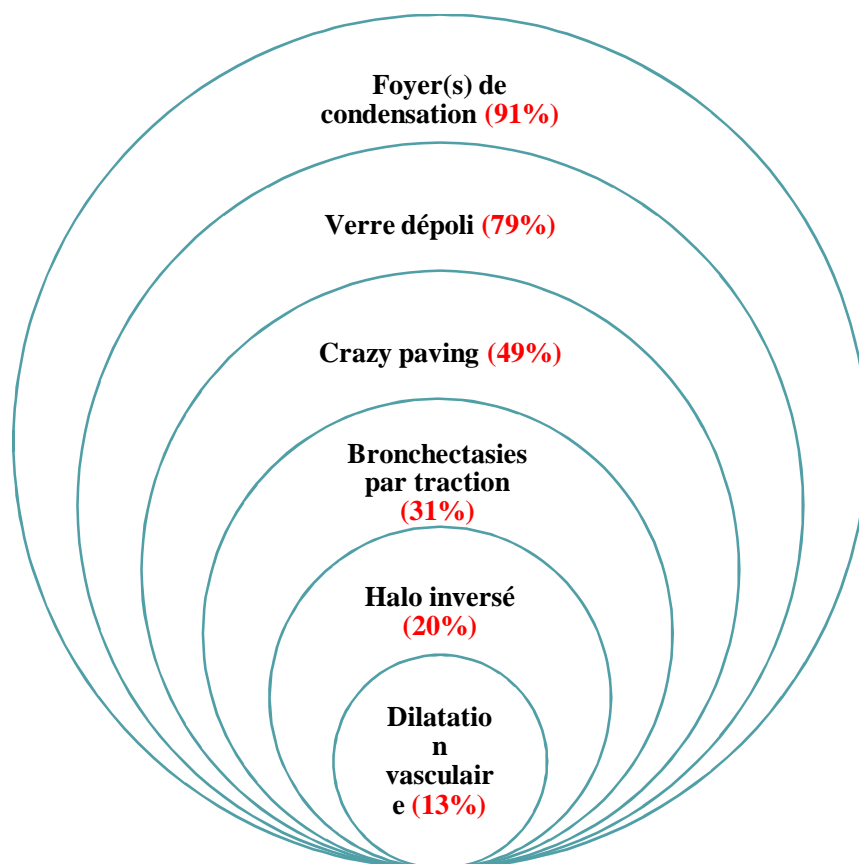 Foyer(s) de
condensation (91%)
Verre dépoli (79%)
Crazy paving (49%)
Bronchectasies
par traction
(31%)
Halo inversé
(20%)
Dilatatio
n
vasculair
e (13%)